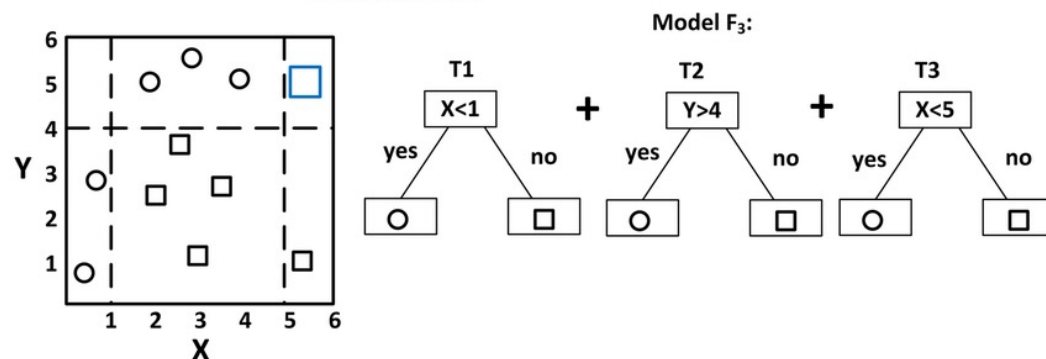 Model F₃:
6
5
4
Y 3
2
1
1 2 3 4 5 6
X
T1
X<1
yes
no
+
T2
Y>4
yes
no
+
T3
X<5
yes
no